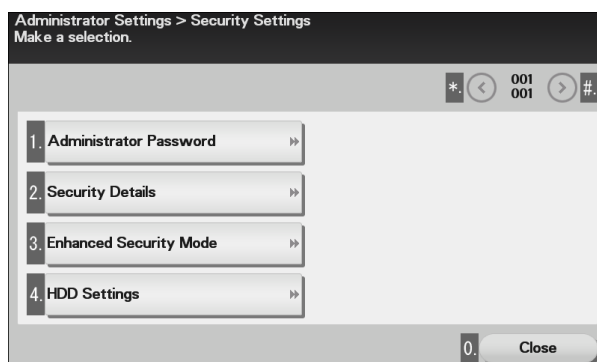 Administrator Settings > Security Settings
Make a selection.
*. 001 #.
001
1. Administrator Password
2. Security Details
3. Enhanced Security Mode
4. HDD Settings
0. Close